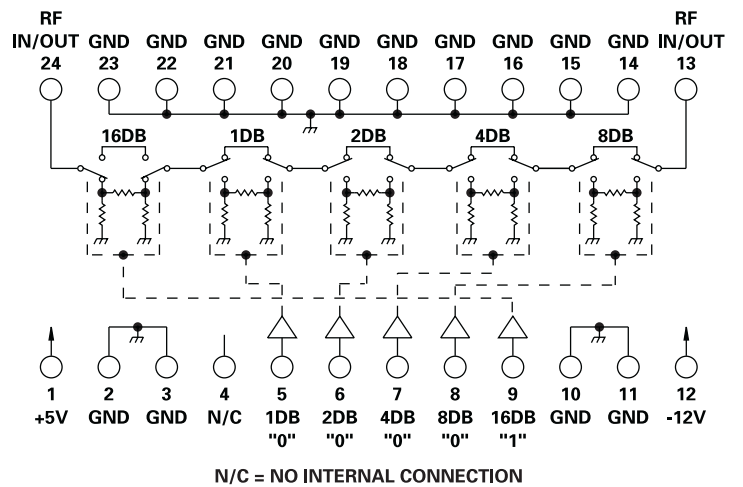 RF RF
IN/OUT GND GND GND GND GND GND GND GND GND GND IN/OUT
24 23 22 21 20 19 18 17 16 15 14 13
16DB 1DB 2DB 4DB 8DB
1 2 3 4 5 6 7 8 9 10 11 12
+5V GND GND N/C 1DB 2DB 4DB 8DB 16DB GND GND -12V
"0" "0" "0" "0" "1"
N/C = NO INTERNAL CONNECTION